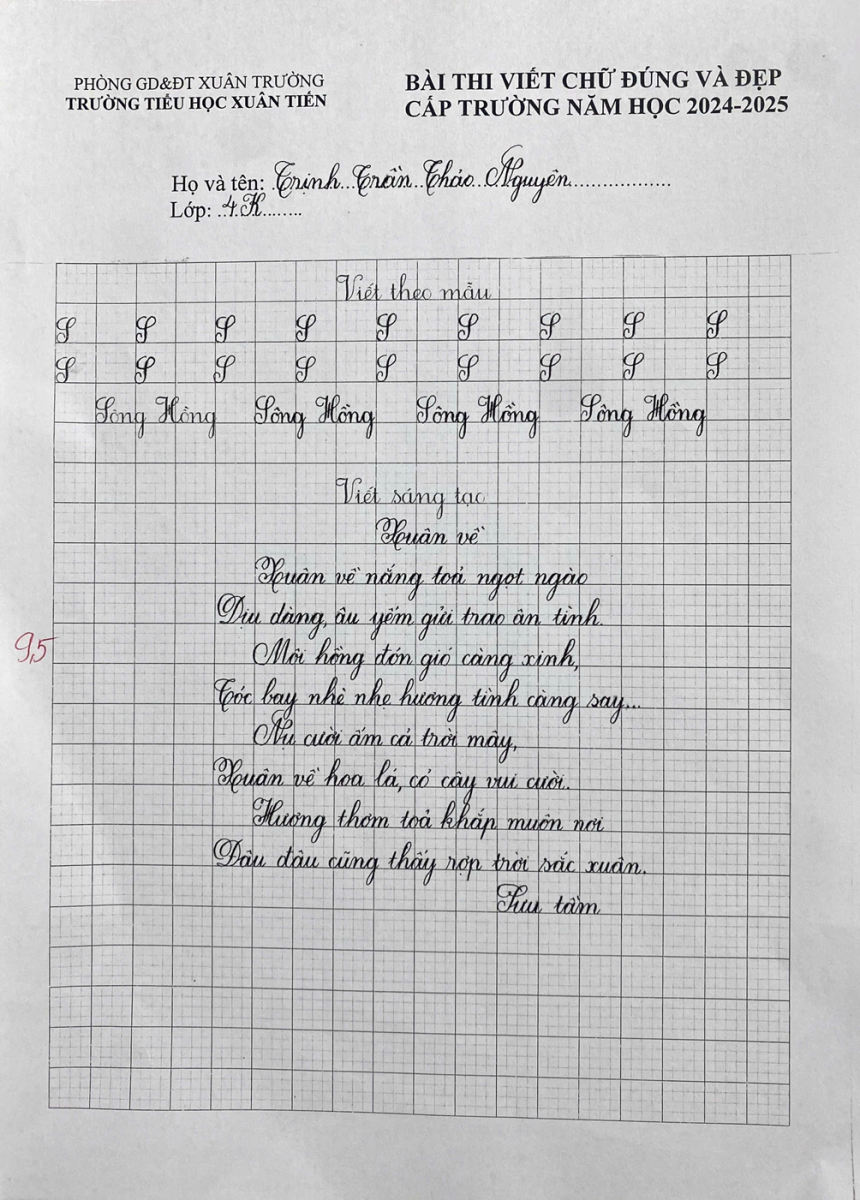 PHÒNG GD&ĐT XUÂN TRƯỜNG
TRƯỜNG TIỂU HỌC XUÂN TIẾN
BÀI THI VIẾT CHỮ ĐÚNG VÀ ĐẸP
CẤP TRƯỜNG NĂM HỌC 2024-2025
Họ và tên: Trịnh Trần Thảo Nguyên
Lớp: 4K
Viết theo mẫu
S S S S S S S S S
S S S S S S S S S
Sông Hồng Sông Hồng Sông Hồng Sông Hồng
Viết sáng tạo
Xuân về
Xuân về nắng toả ngọt ngào
Dịu dàng, âu yếm gửi trao ân tình.
9,5
Môi hồng đón gió càng xinh,
Tóc bay nhè nhẹ hương tình càng say...
Nụ cười ấm cả trời mây,
Xuân về hoa lá, cỏ cây vui cười.
Hương thơm toả khắp muôn nơi
Đâu đâu cũng thấy rợp trời sắc xuân.
Sưu tầm